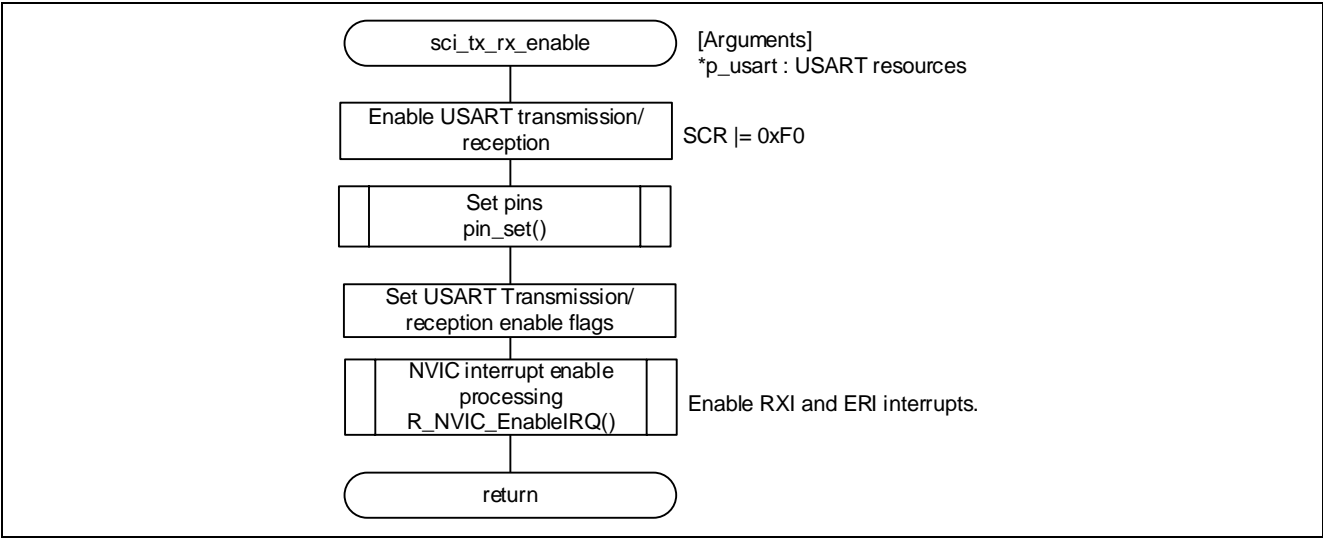 sci_tx_rx_enable
[Arguments]
*p_usart : USART resources
Enable USART transmission/
reception
SCR |= 0xF0
Set pins
pin_set()
Set USART Transmission/
reception enable flags
NVIC interrupt enable
processing
R_NVIC_EnableIRQ()
Enable RXI and ERI interrupts.
return